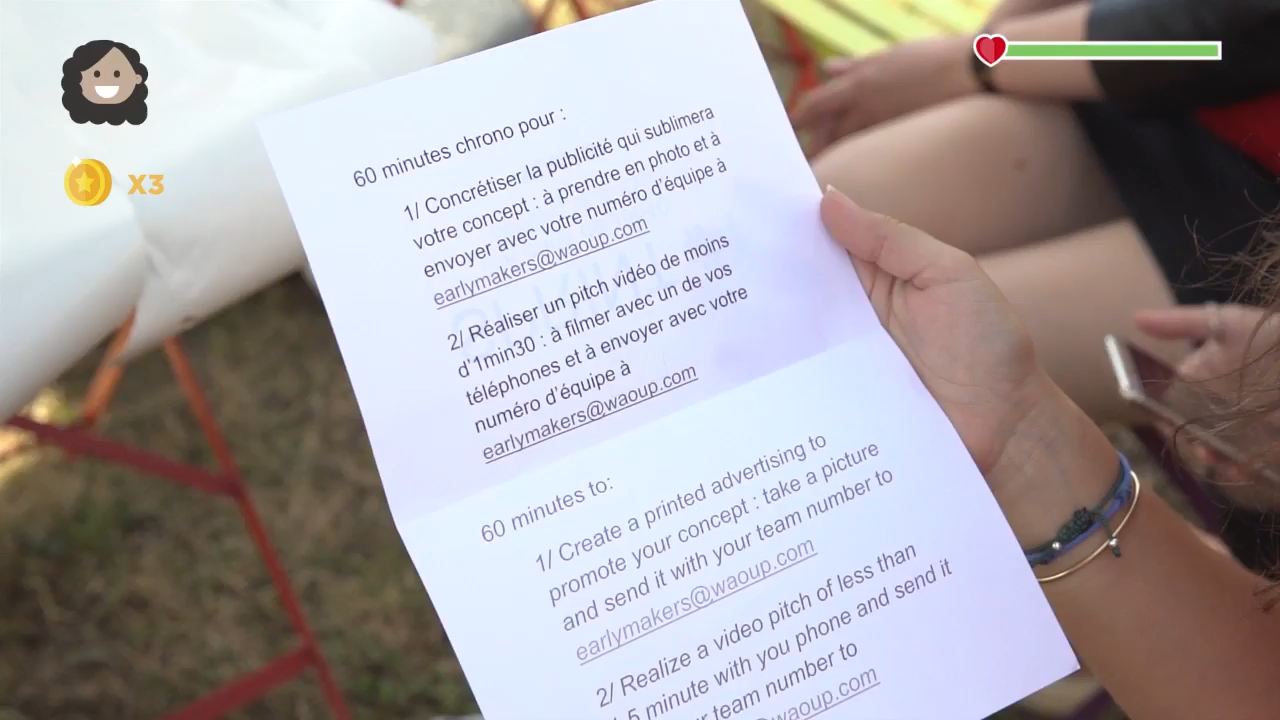 X3
60 minutes chrono pour :
1/ Concrétiser la publicité qui sublimera
votre concept : à prendre en photo et à
envoyer avec votre numéro d'équipe à
earlymakers@waoup.com
2/ Réaliser un pitch vidéo de moins
d'1min30 : à filmer avec un de vos
téléphones et à envoyer avec votre
numéro d'équipe à
earlymakers@waoup.com
60 minutes to:
1/ Create a printed advertising to
promote your concept : take a picture
and send it with your team number to
earlymakers@waoup.com
2/ Realize a video pitch of less than
5 minute with you phone and send it
team number to
@waoup.com